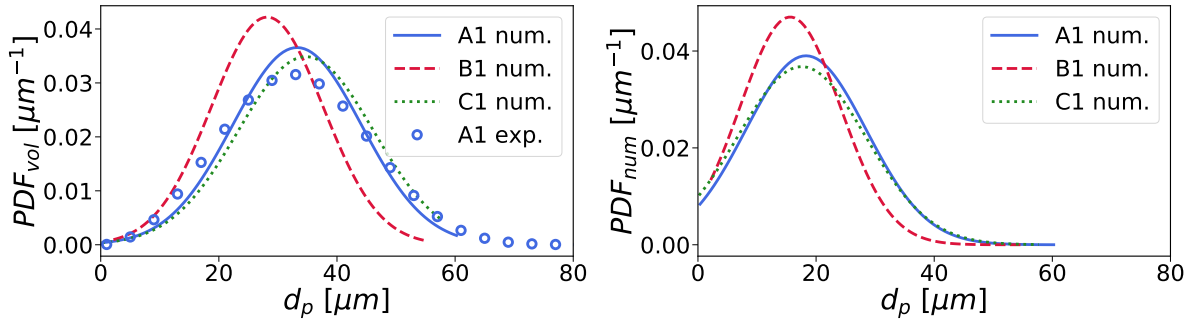 PDF_vol [μm⁻¹]
0.04
0.03
0.02
0.01
0.00
A1 num.
B1 num.
C1 num.
A1 exp.
0 20 40 60 80
d_p [μm]
PDF_num [μm⁻¹]
0.04
0.02
0.00
A1 num.
B1 num.
C1 num.
0 20 40 60 80
d_p [μm]